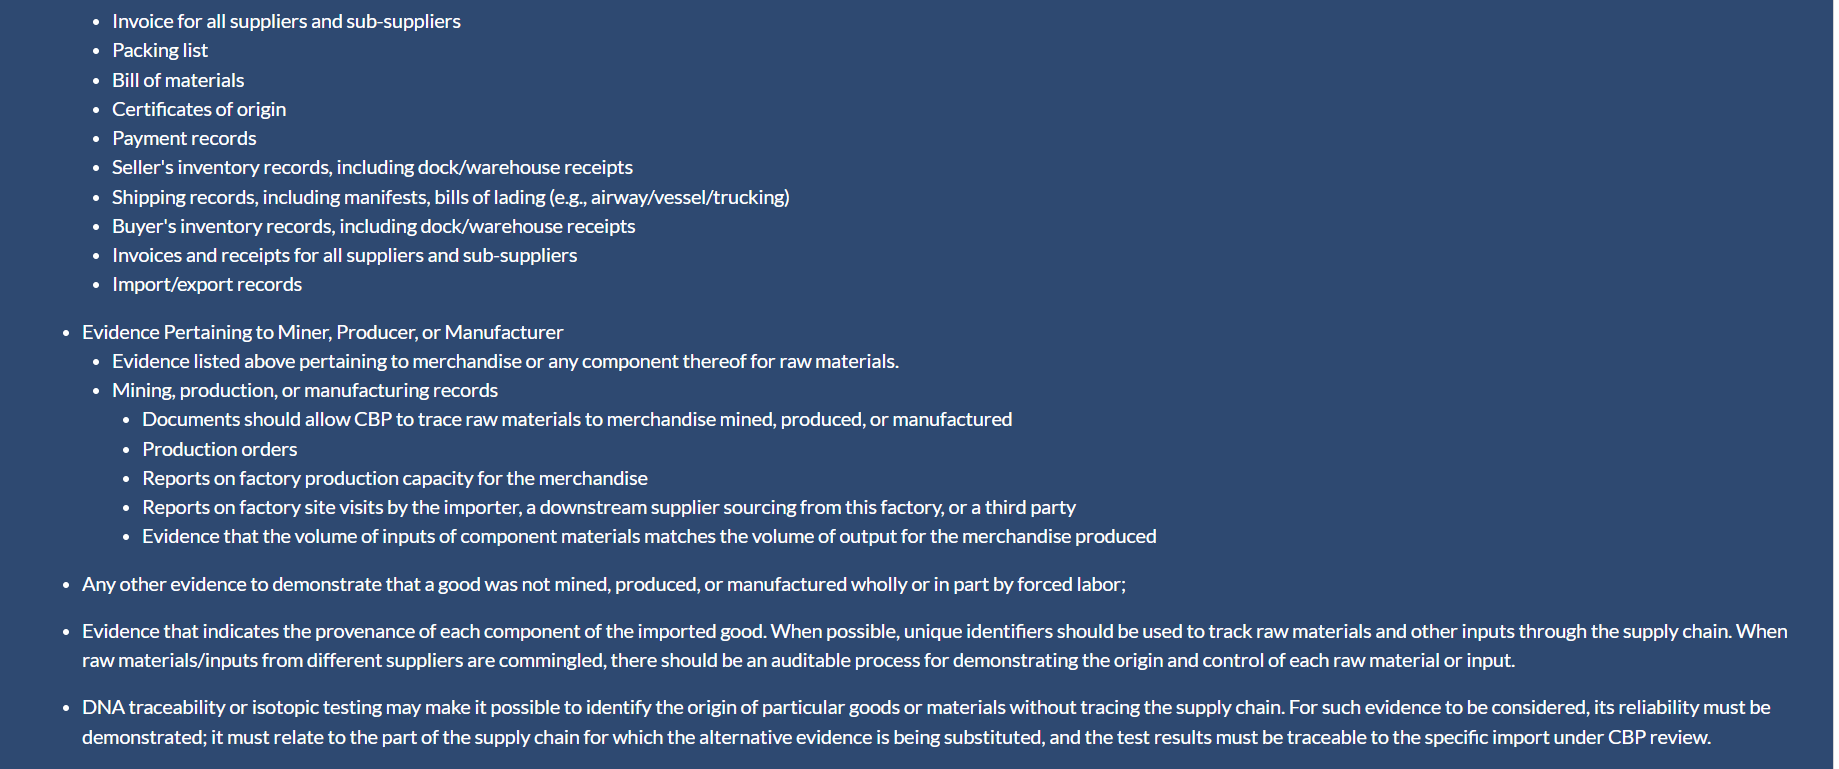 • Invoice for all suppliers and sub-suppliers
• Packing list
• Bill of materials
• Certificates of origin
• Payment records
• Seller's inventory records, including dock/warehouse receipts
• Shipping records, including manifests, bills of lading (e.g., airway/vessel/trucking)
• Buyer's inventory records, including dock/warehouse receipts
• Invoices and receipts for all suppliers and sub-suppliers
• Import/export records
• Evidence Pertaining to Miner, Producer, or Manufacturer
• Evidence listed above pertaining to merchandise or any component thereof for raw materials.
• Mining, production, or manufacturing records
• Documents should allow CBP to trace raw materials to merchandise mined, produced, or manufactured
• Production orders
• Reports on factory production capacity for the merchandise
• Reports on factory site visits by the importer, a downstream supplier sourcing from this factory, or a third party
• Evidence that the volume of inputs of component materials matches the volume of output for the merchandise produced
• Any other evidence to demonstrate that a good was not mined, produced, or manufactured wholly or in part by forced labor;
• Evidence that indicates the provenance of each component of the imported good. When possible, unique identifiers should be used to track raw materials and other inputs through the supply chain. When
raw materials/inputs from different suppliers are commingled, there should be an auditable process for demonstrating the origin and control of each raw material or input.
• DNA traceability or isotopic testing may make it possible to identify the origin of particular goods or materials without tracing the supply chain. For such evidence to be considered, its reliability must be
demonstrated; it must relate to the part of the supply chain for which the alternative evidence is being substituted, and the test results must be traceable to the specific import under CBP review.